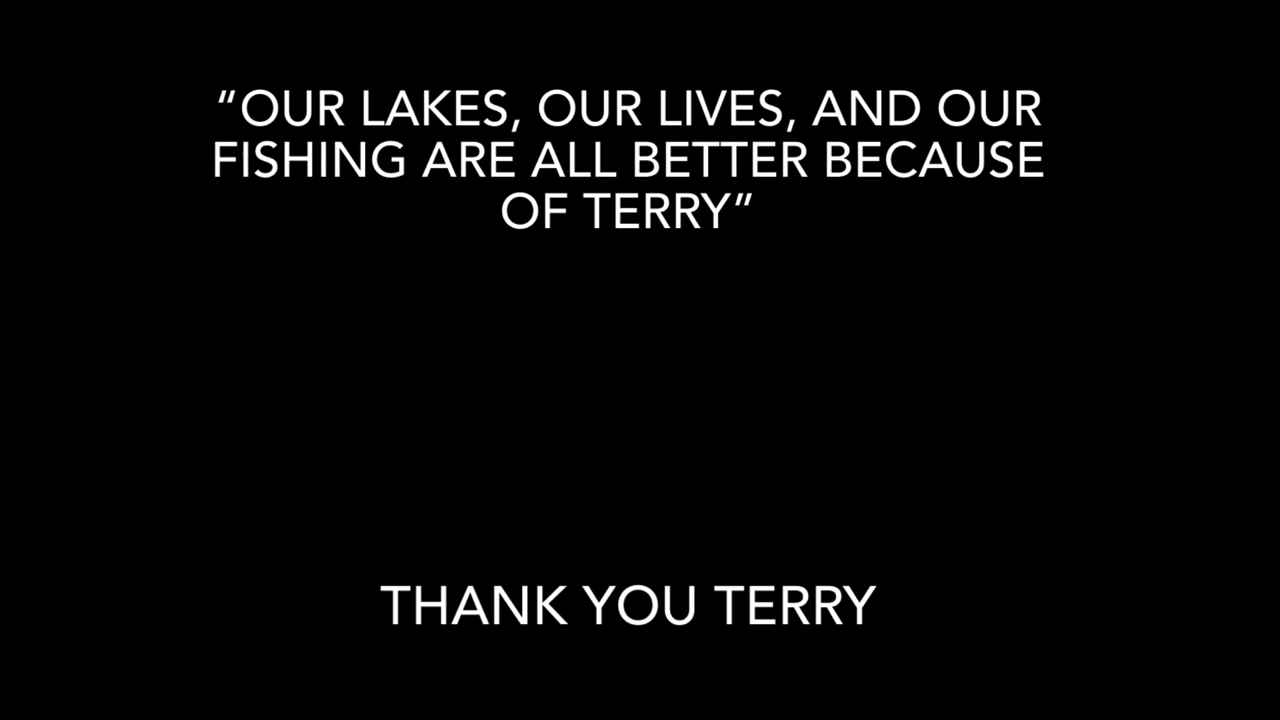 “OUR LAKES, OUR LIVES, AND OUR
FISHING ARE ALL BETTER BECAUSE
OF TERRY”
THANK YOU TERRY